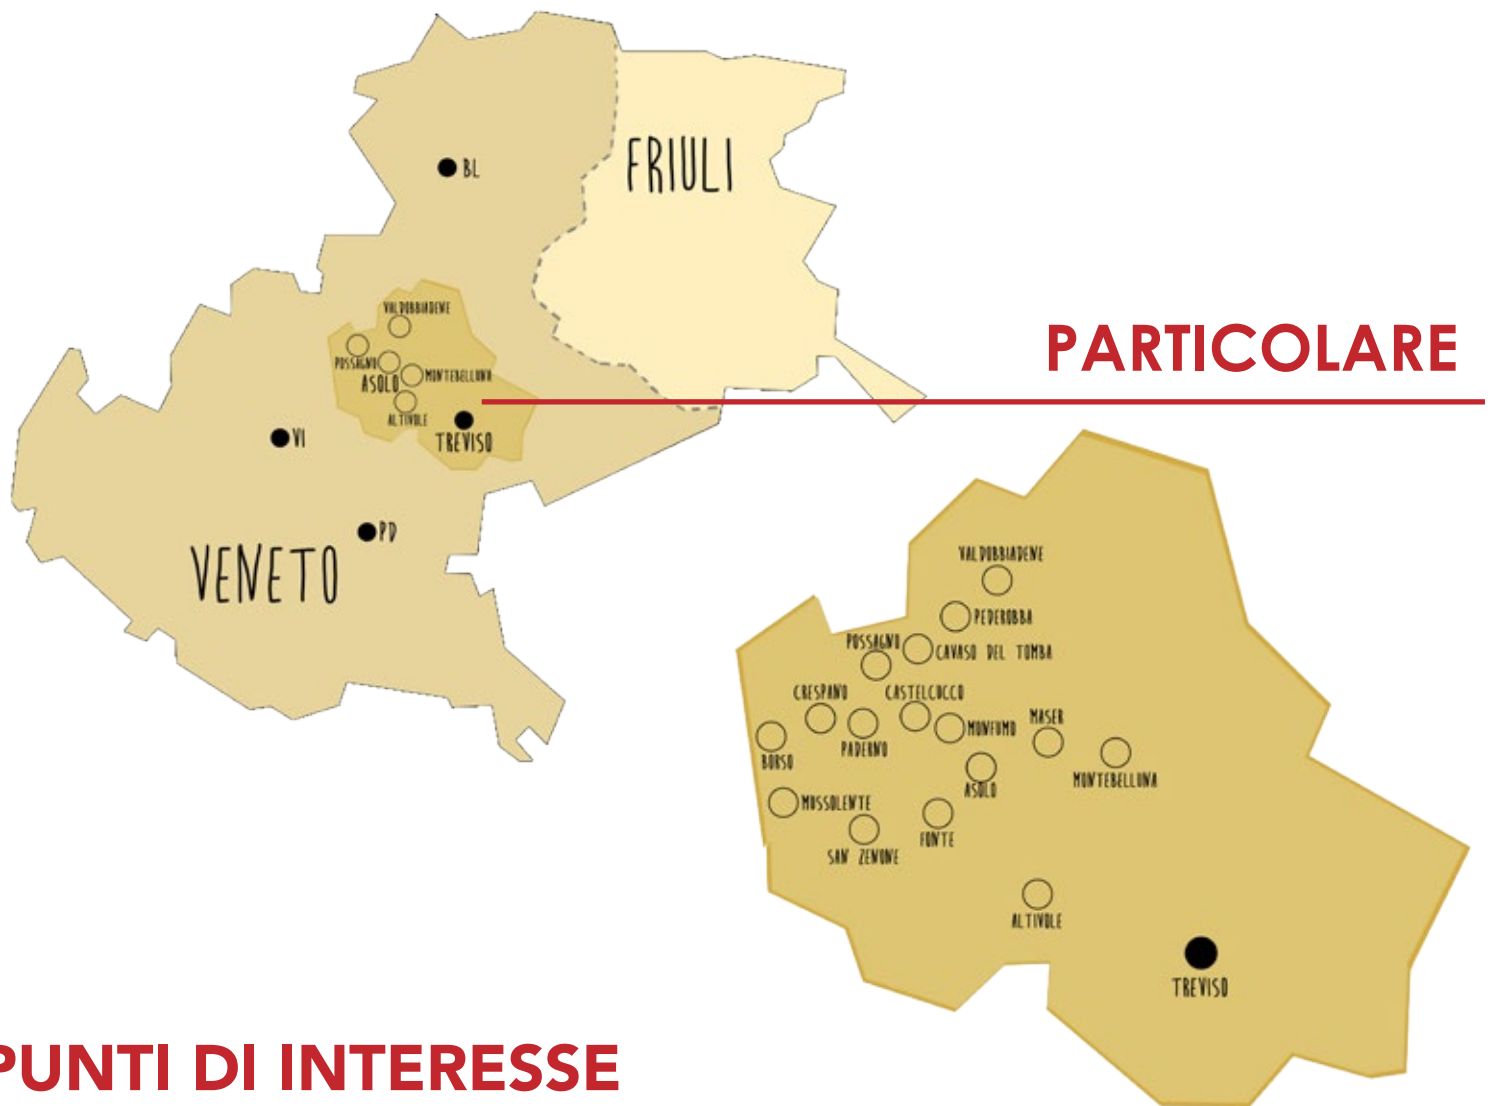 FRIULI
BL
VALDOBBIADENE
POSSAGNO
ASOLO
MONTEBELLUNA
ALTIVOLE
TREVISO
VI
PD
VENETO
PARTICOLARE
VALDOBBIADENE
PEDEROBBA
POSSAGNO
CAVASO DEL TOMBA
CRESPANO
CASTELCUCCO
MASER
MONFUMO
PADERNO
BORSO
MONTEBELLUNA
ASOLO
MUSSOLENTE
FONTE
SAN ZENONE
ALTIVOLE
TREVISO
PUNTI DI INTERESSE